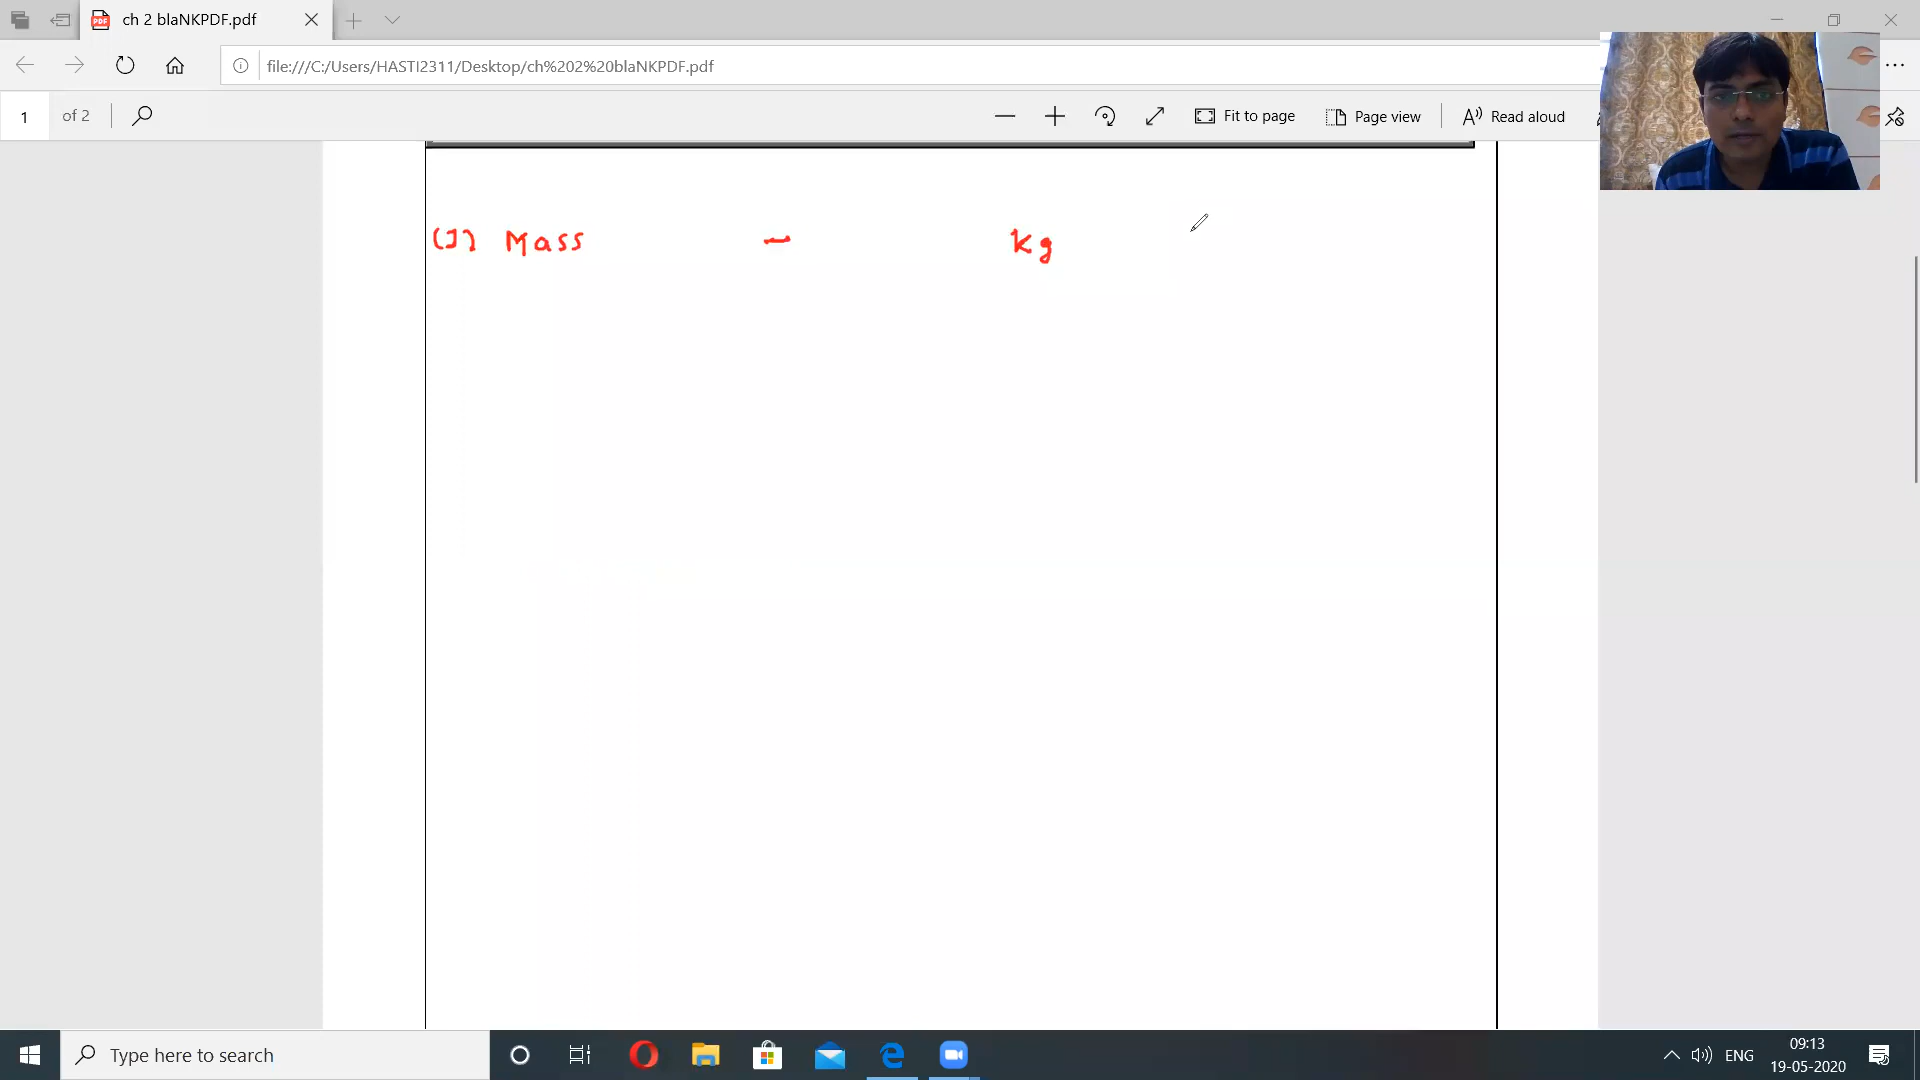 ch 2 blaNKPDF.pdf
file:///C:/Users/HASTI2311/Desktop/ch%202%20blaNKPDF.pdf
1 of 2 Fit to page Page view Read aloud
(1) Mass - kg
Type here to search
ENG
09:13
19-05-2020